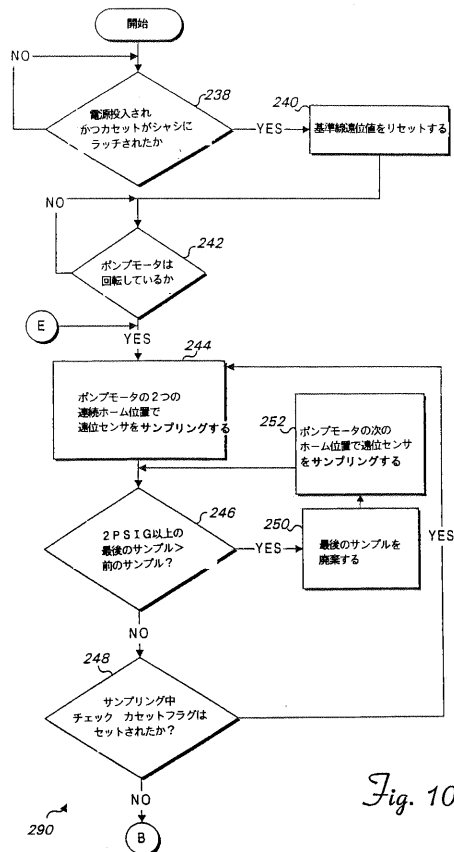 開始
NO
238
電源投入され
かつカセットがシャシに
ラッチされたか
YES
240
基準線遠位値をリセットする
NO
242
ポンプモータは
回転しているか
E
YES
244
ポンプモータの2つの
連続ホーム位置で
遠位センサをサンプリングする
252
ポンプモータの次の
ホーム位置で遠位センサ
をサンプリングする
246
2PSIG以上の
最後のサンプル>
前のサンプル?
YES
250
最後のサンプルを
廃棄する
YES
NO
248
サンプリング中
チェック カセットフラグは
セットされたか?
NO
290
B
Fig. 10